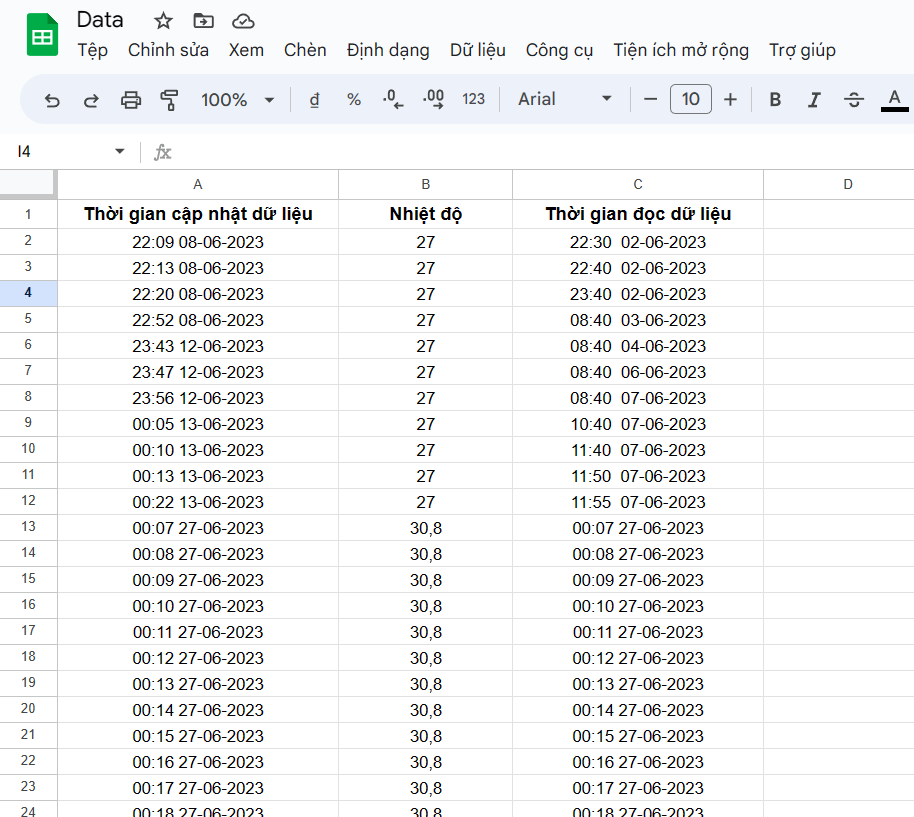 Data
Tệp Chỉnh sửa Xem Chèn Định dạng Dữ liệu Công cụ Tiện ích mở rộng Trợ giúp
100% đ % .0 .00 123 Arial 10 B I S A
I4 fx
A B C D
1 Thời gian cập nhật dữ liệu Nhiệt độ Thời gian đọc dữ liệu
2 22:09 08-06-2023 27 22:30 02-06-2023
3 22:13 08-06-2023 27 22:40 02-06-2023
4 22:20 08-06-2023 27 23:40 02-06-2023
5 22:52 08-06-2023 27 08:40 03-06-2023
6 23:43 12-06-2023 27 08:40 04-06-2023
7 23:47 12-06-2023 27 08:40 06-06-2023
8 23:56 12-06-2023 27 08:40 07-06-2023
9 00:05 13-06-2023 27 10:40 07-06-2023
10 00:10 13-06-2023 27 11:40 07-06-2023
11 00:13 13-06-2023 27 11:50 07-06-2023
12 00:22 13-06-2023 27 11:55 07-06-2023
13 00:07 27-06-2023 30,8 00:07 27-06-2023
14 00:08 27-06-2023 30,8 00:08 27-06-2023
15 00:09 27-06-2023 30,8 00:09 27-06-2023
16 00:10 27-06-2023 30,8 00:10 27-06-2023
17 00:11 27-06-2023 30,8 00:11 27-06-2023
18 00:12 27-06-2023 30,8 00:12 27-06-2023
19 00:13 27-06-2023 30,8 00:13 27-06-2023
20 00:14 27-06-2023 30,8 00:14 27-06-2023
21 00:15 27-06-2023 30,8 00:15 27-06-2023
22 00:16 27-06-2023 30,8 00:16 27-06-2023
23 00:17 27-06-2023 30,8 00:17 27-06-2023
24 00:18 27-06-2023 30,8 00:18 27-06-2023